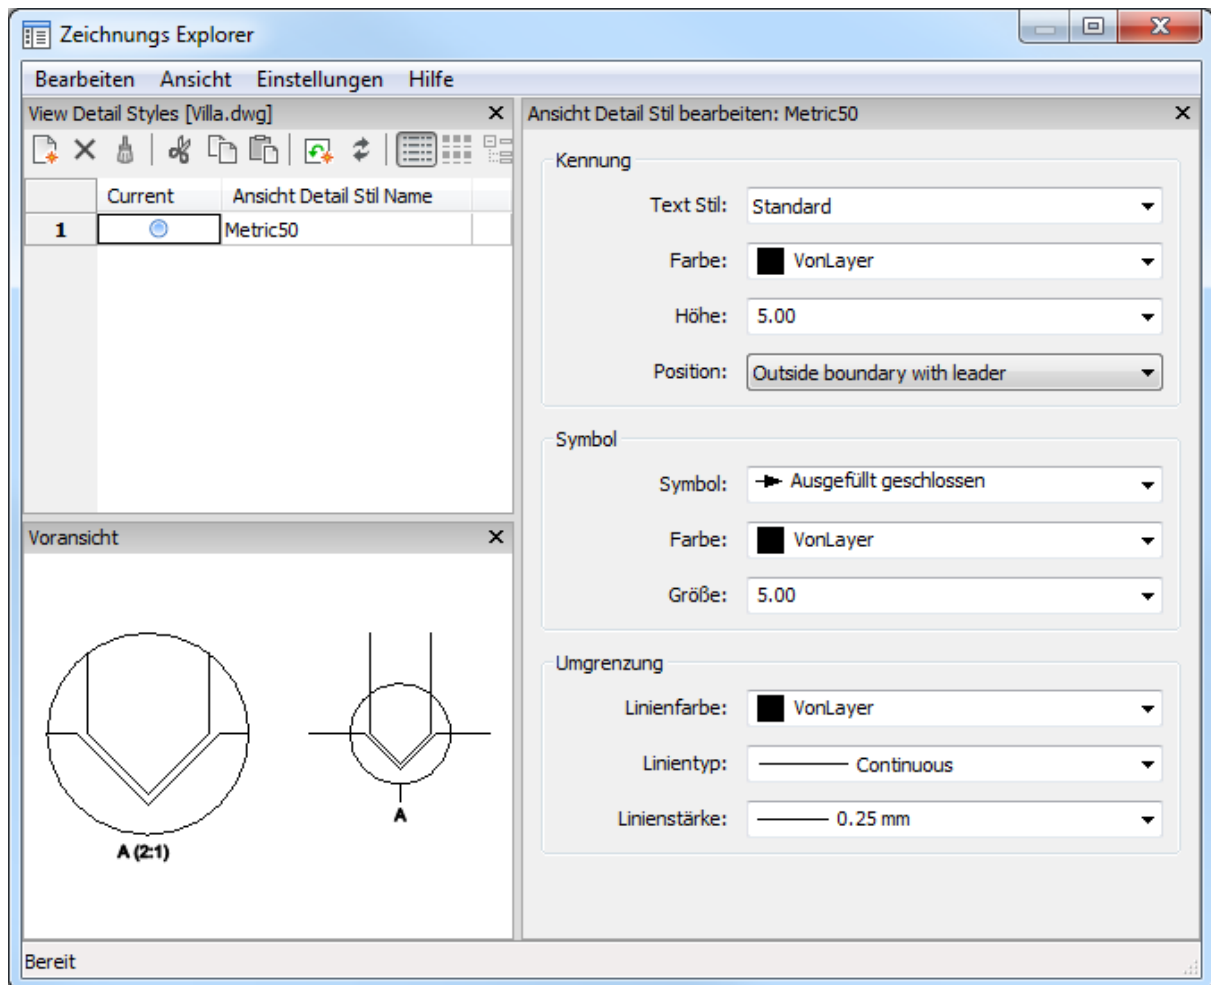 Zeichnungs Explorer
Bearbeiten Ansicht Einstellungen Hilfe
View Detail Styles [Villa.dwg]
Current Ansicht Detail Stil Name
1 Metric50
Voransicht
A (2:1)
A
Ansicht Detail Stil bearbeiten: Metric50
Kennung
Text Stil: Standard
Farbe: VonLayer
Höhe: 5.00
Position: Outside boundary with leader
Symbol
Symbol: Ausgefüllt geschlossen
Farbe: VonLayer
Größe: 5.00
Umgrenzung
Linienfarbe: VonLayer
Linientyp: Continuous
Linienstärke: 0.25 mm
Bereit